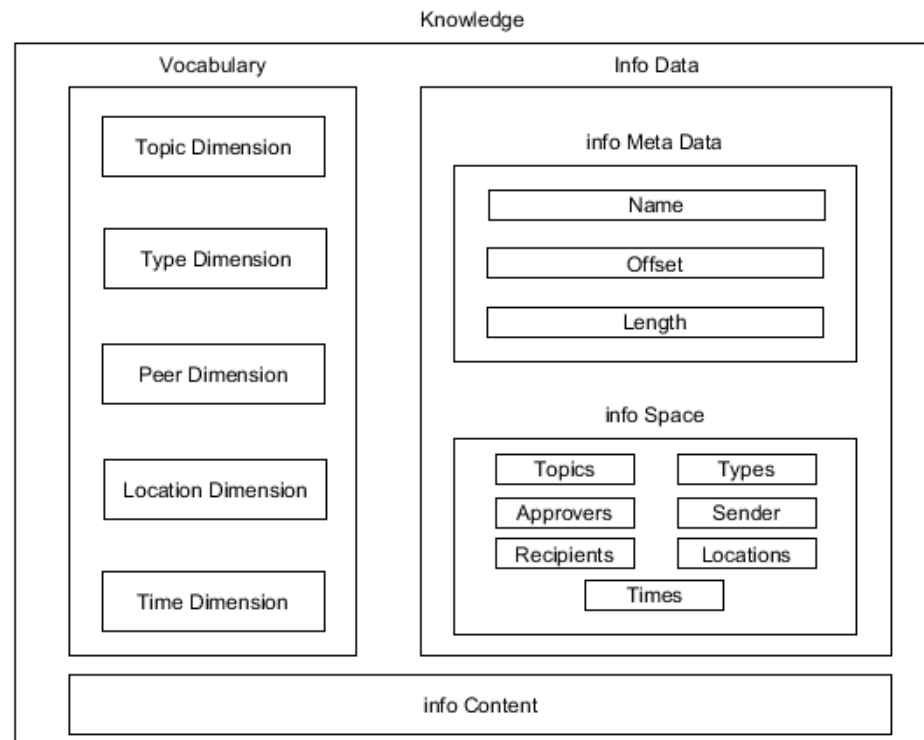 Knowledge
Vocabulary
Topic Dimension
Type Dimension
Peer Dimension
Location Dimension
Time Dimension
Info Data
info Meta Data
Name
Offset
Length
info Space
Topics
Types
Approvers
Sender
Recipients
Locations
Times
info Content